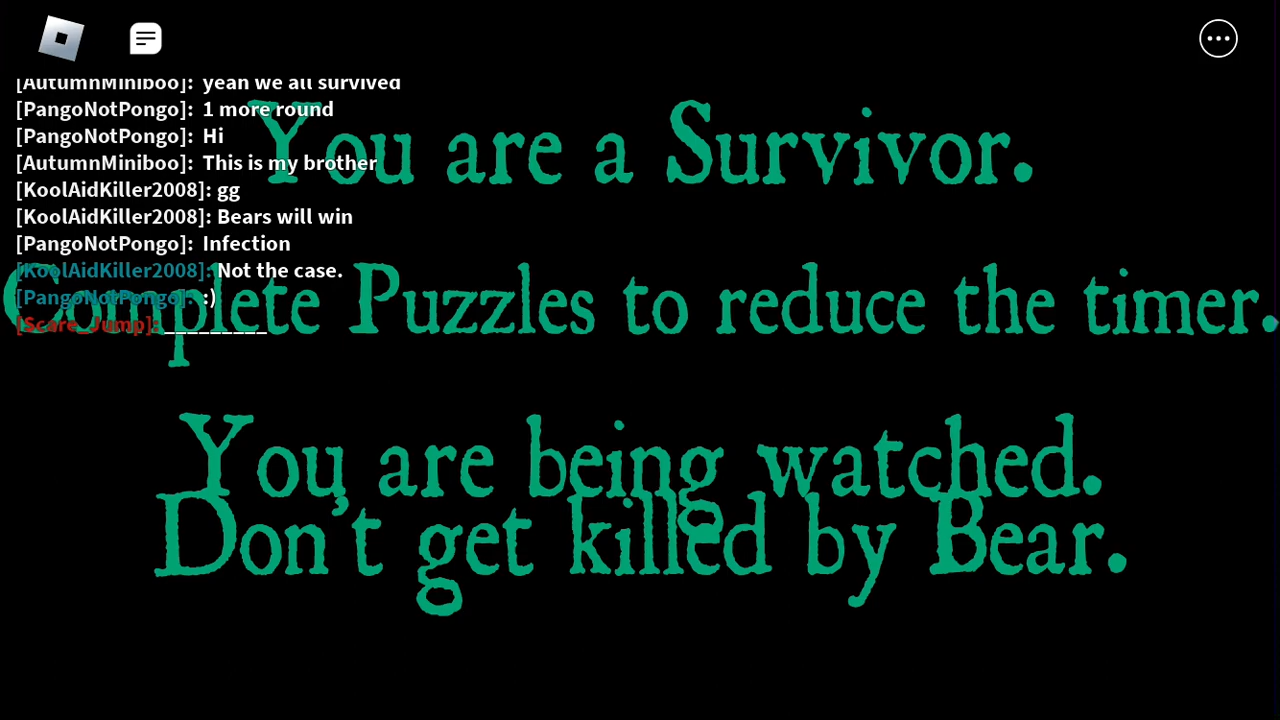 [AutumnMiniboo]: yeah we all survived
[PangoNotPongo]: 1 more round
[PangoNotPongo]: Hi
[AutumnMiniboo]: This is my brother
[KoolAidKiller2008]: gg
[KoolAidKiller2008]: Bears will win
[PangoNotPongo]: Infection
[KoolAidKiller2008]: Not the case.
[PangoNotPongo]: :)
[Scare_Jump]: _________
You are a Survivor.
Complete Puzzles to reduce the timer.
You are being watched.
Don't get killed by Bear.